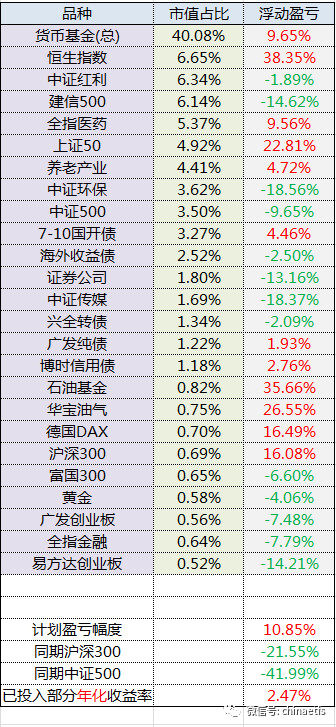 品种 市值占比 浮动盈亏
货币基金(总) 40.08% 9.65%
恒生指数 6.65% 38.35%
中证红利 6.34% -1.89%
建信500 6.14% -14.62%
全指医药 5.37% 9.56%
上证50 4.92% 22.81%
养老产业 4.41% 4.72%
中证环保 3.62% -18.56%
中证500 3.50% -9.65%
7-10国开债 3.27% 4.46%
海外收益债 2.52% -2.50%
证券公司 1.80% -13.16%
中证传媒 1.69% -18.37%
兴全转债 1.34% -2.09%
广发纯债 1.22% 1.93%
博时信用债 1.18% 2.76%
石油基金 0.82% 35.66%
华宝油气 0.75% 26.55%
德国DAX 0.70% 16.49%
沪深300 0.69% 16.08%
富国300 0.65% -6.60%
黄金 0.58% -4.06%
广发创业板 0.56% -7.48%
全指金融 0.64% -7.79%
易方达创业板 0.52% -14.21%
计划盈亏幅度 10.85%
同期沪深300 -21.55%
同期中证500 -41.99%
已投入部分年化收益率 2.47%
微信号: chinaetfs